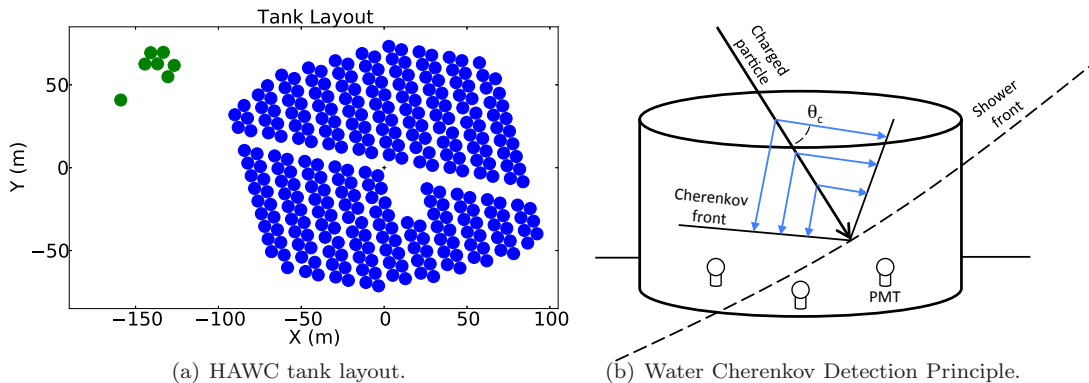 Tank Layout
Y (m)
50
0
−50
−150
−100
−50
0
50
100
X (m)
(a) HAWC tank layout.
Charged
particle
θc
Shower
front
Cherenkov
front
PMT
(b) Water Cherenkov Detection Principle.